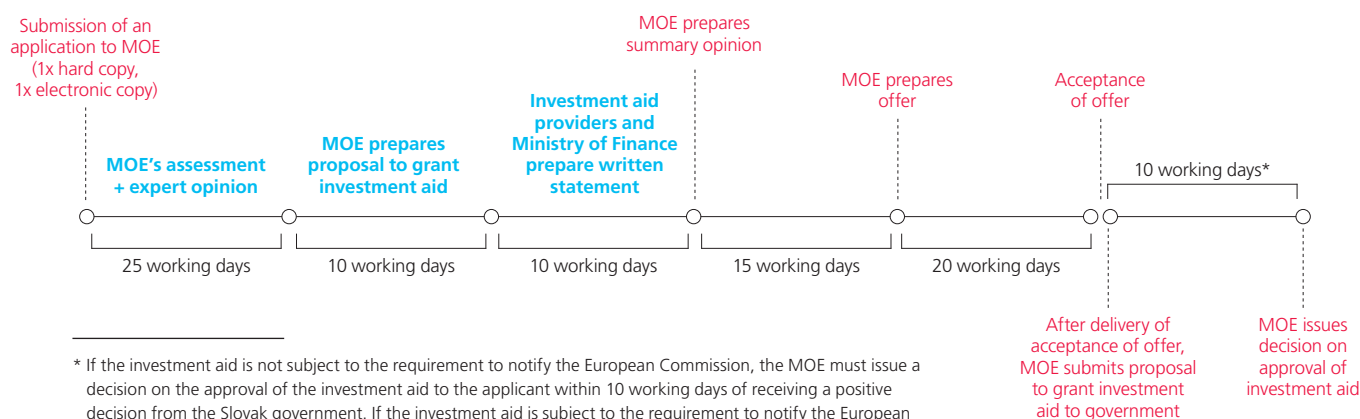 Submission of an
application to MOE
(1x hard copy,
1x electronic copy)
MOE's assessment
+ expert opinion
MOE prepares
proposal to grant
investment aid
Investment aid
providers and
Ministry of Finance
prepare written
statement
MOE prepares
summary opinion
MOE prepares
offer
Acceptance
of offer
10 working days*
25 working days
10 working days
10 working days
15 working days
20 working days
After delivery of
acceptance of offer,
MOE submits proposal
to grant investment
aid to government
MOE issues
decision on
approval of
investment aid
* If the investment aid is not subject to the requirement to notify the European Commission, the MOE must issue a
decision on the approval of the investment aid to the applicant within 10 working days of receiving a positive
decision from the Slovak government. If the investment aid is subject to the requirement to notify the European